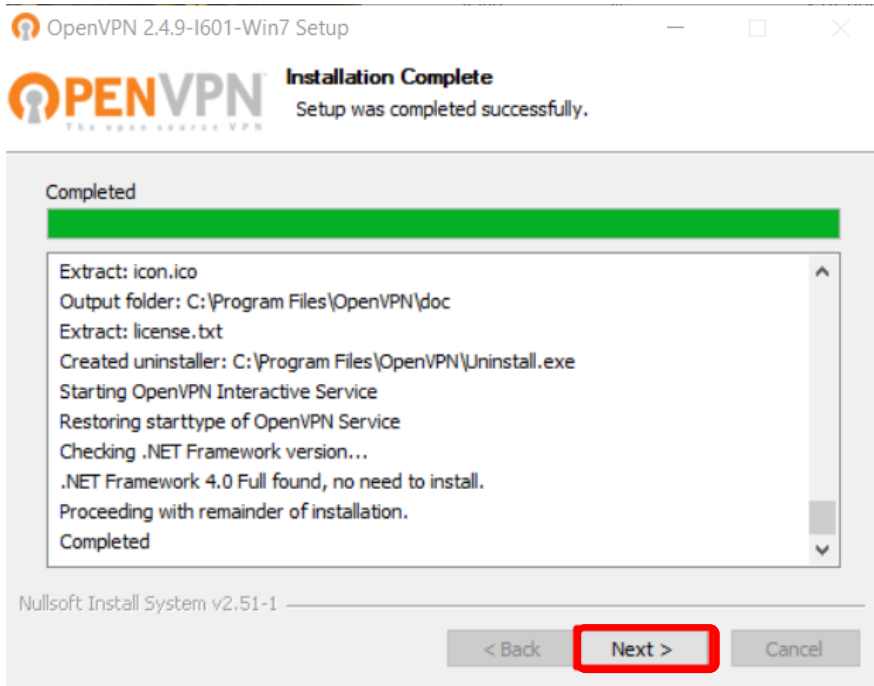 OpenVPN 2.4.9-I601-Win7 Setup
OPENVPN
The open source VPN
Installation Complete
Setup was completed successfully.
Completed
Extract: icon.ico
Output folder: C:\Program Files\OpenVPN\doc
Extract: license.txt
Created uninstaller: C:\Program Files\OpenVPN\Uninstall.exe
Starting OpenVPN Interactive Service
Restoring starttype of OpenVPN Service
Checking .NET Framework version...
.NET Framework 4.0 Full found, no need to install.
Proceeding with remainder of installation.
Completed
Nullsoft Install System v2.51-1
< Back Next > Cancel